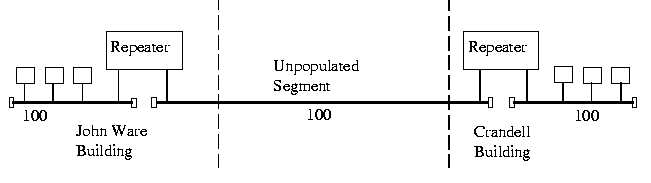 Repeater
Repeater
Unpopulated
Segment
100
100
100
John Ware
Building
Crandell
Building